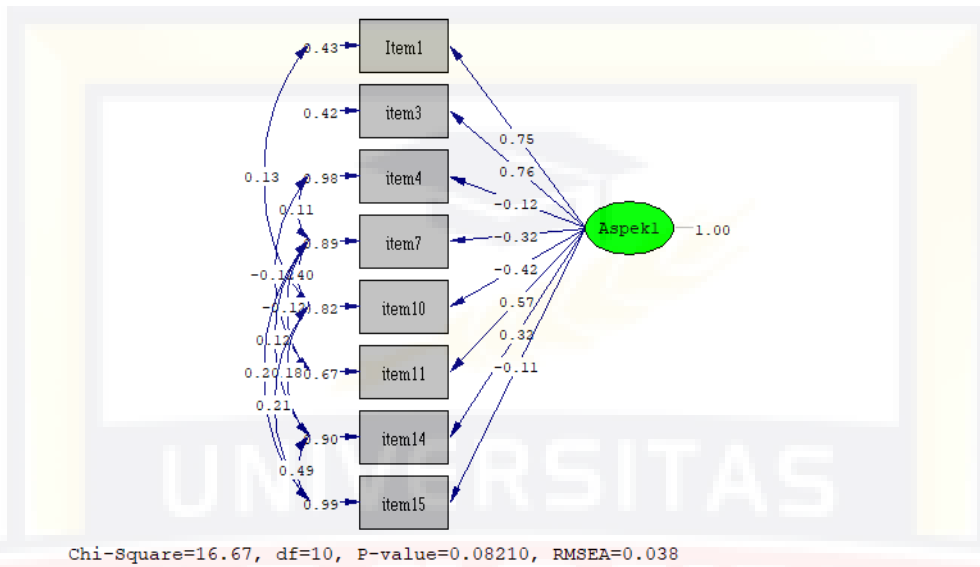 0.43 Item1
0.75
0.42 item3
0.76
0.13
0.98 item4
-0.12
0.11
0.89 item7
-0.32
Aspek1 1.00
-0.42
0.82 item10
0.57
0.12
0.32
0.20
0.18
0.67 item11
-0.11
0.21
0.90 item14
0.49
0.99 item15
UNIVERSITAS
Chi-Square=16.67, df=10, P-value=0.08210, RMSEA=0.038